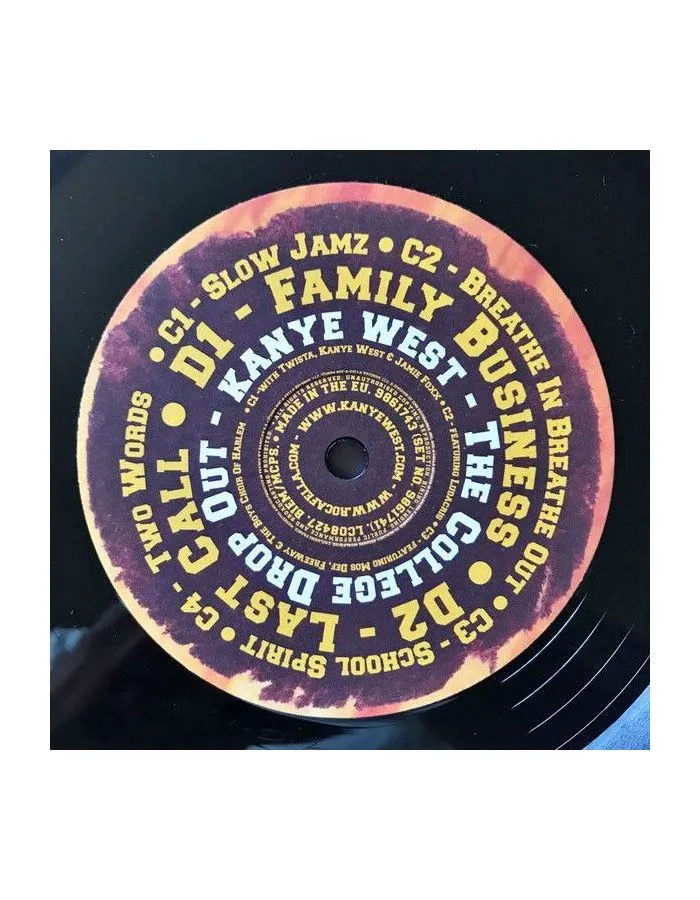 • C1 - Slow Jamz • C2 - Breathe In Breathe Out • C3 - School Spirit • C4 - Two Words
• D1 - Family Business • D2 - Last Call
Kanye West - The College Drop Out -
• C1 -with Twista, Kanye West & Jamie Foxx • C2 - featuring Ludacris • C3 - featuring Mos Def, Freeway & The Boys Choir Of Harlem
• Made in the EU. 9861743 (Set No 9861741). LC08427. BIEM/MCPS.
www.kanyewest.com - www.rocafella.com -